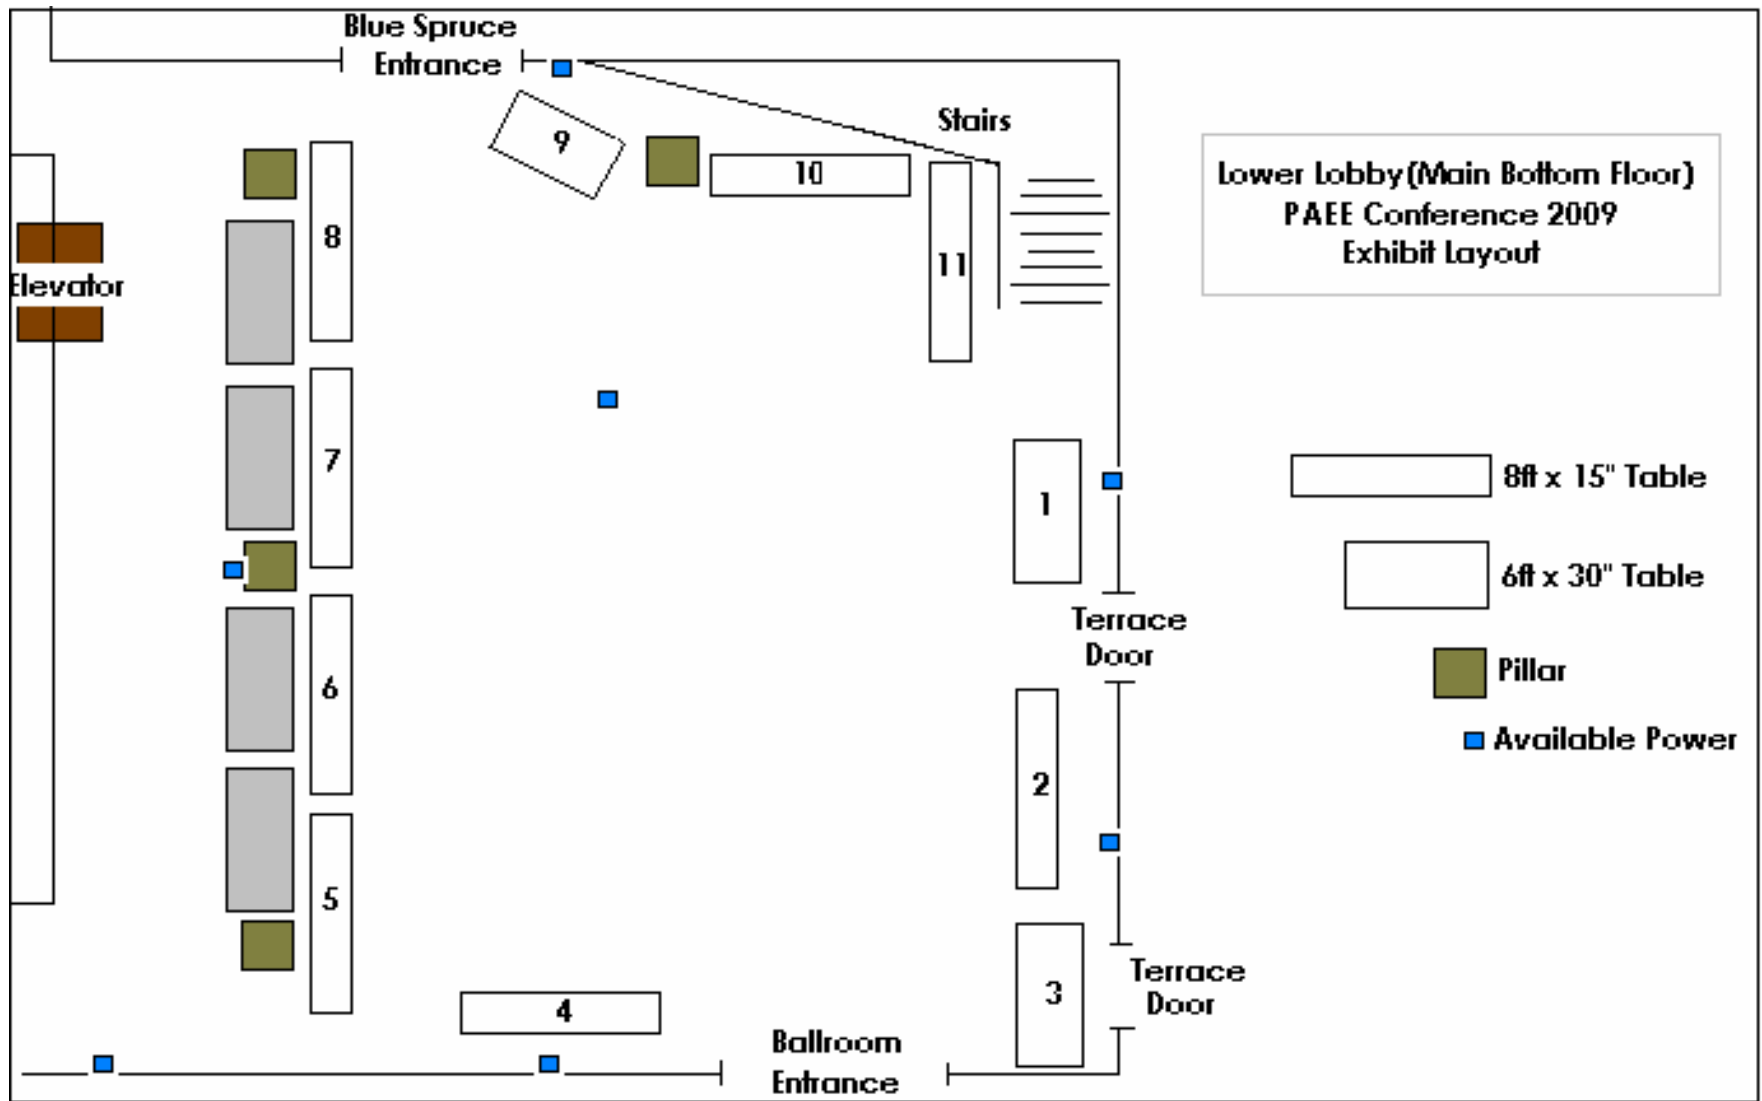 Blue Spruce
Entrance
Stairs
9
10
8
11
Elevator
Lower Lobby(Main Bottom Floor)
PAEE Conference 2009
Exhibit Layout
7
1
8ft x 15" Table
6ft x 30" Table
Terrace
Door
6
Pillar
Available Power
2
5
3
Terrace
Door
4
Ballroom
Entrance